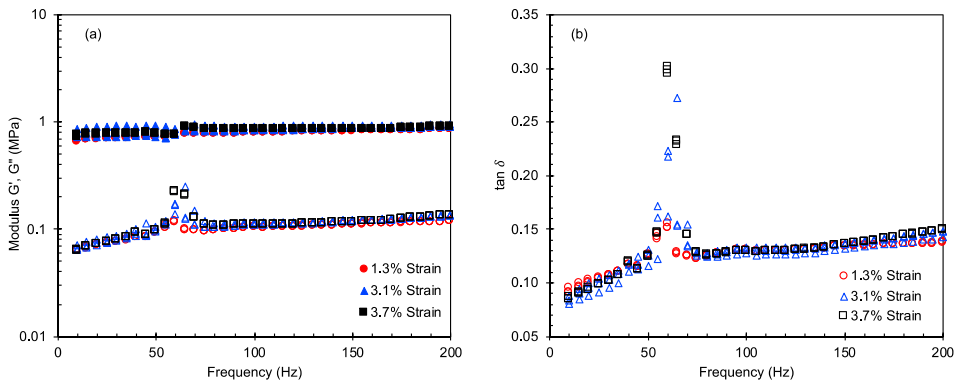 (a)
Modulus G', G" (MPa)
10
1
0.1
0.01
0
50
100
150
200
Frequency (Hz)
1.3% Strain
3.1% Strain
3.7% Strain
(b)
tan δ
0.35
0.30
0.25
0.20
0.15
0.10
0.05
0
50
100
150
200
Frequency (Hz)
1.3% Strain
3.1% Strain
3.7% Strain